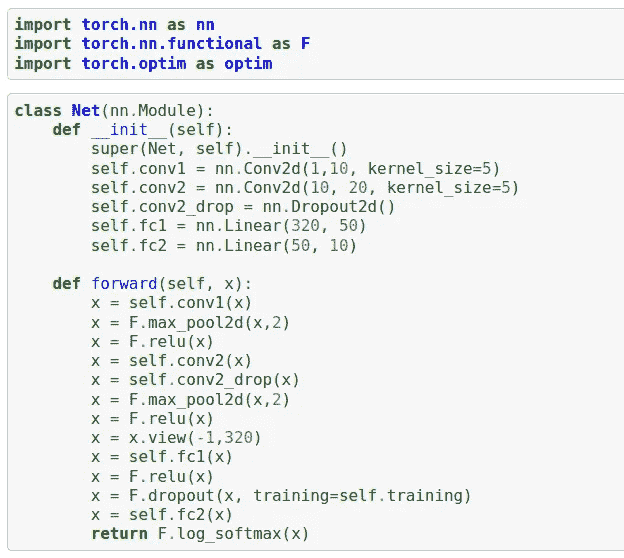 import torch.nn as nn
import torch.nn.functional as F
import torch.optim as optim
class Net(nn.Module):
    def __init__(self):
        super(Net, self).__init__()
        self.conv1 = nn.Conv2d(1,10, kernel_size=5)
        self.conv2 = nn.Conv2d(10, 20, kernel_size=5)
        self.conv2_drop = nn.Dropout2d()
        self.fc1 = nn.Linear(320, 50)
        self.fc2 = nn.Linear(50, 10)
    def forward(self, x):
        x = self.conv1(x)
        x = F.max_pool2d(x,2)
        x = F.relu(x)
        x = self.conv2(x)
        x = self.conv2_drop(x)
        x = F.max_pool2d(x,2)
        x = F.relu(x)
        x = x.view(-1,320)
        x = self.fc1(x)
        x = F.relu(x)
        x = F.dropout(x, training=self.training)
        x = self.fc2(x)
        return F.log_softmax(x)